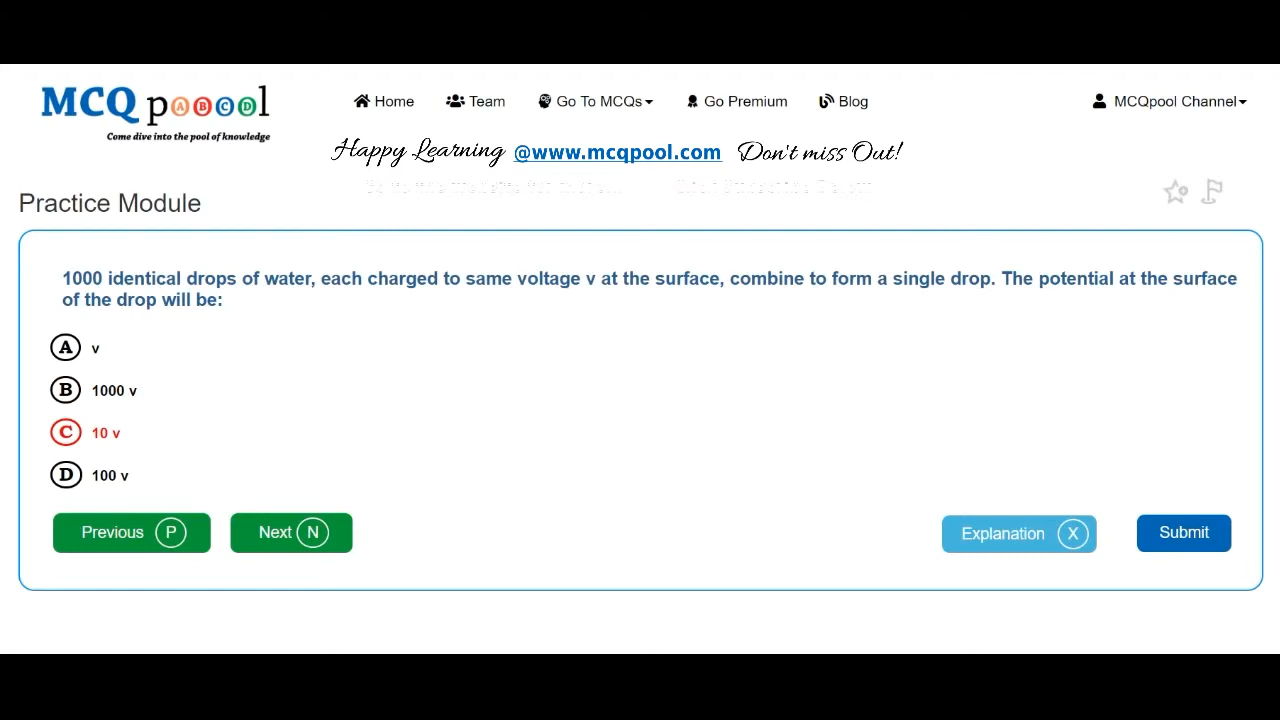 MCQ pABCDl
Come dive into the pool of knowledge
Home Team Go To MCQs Go Premium Blog MCQpool Channel
Happy Learning @www.mcqpool.com Don't miss Out!
Practice Module
1000 identical drops of water, each charged to same voltage v at the surface, combine to form a single drop. The potential at the surface
of the drop will be:
A v
B 1000 v
C 10 v
D 100 v
Previous P Next N Explanation X Submit